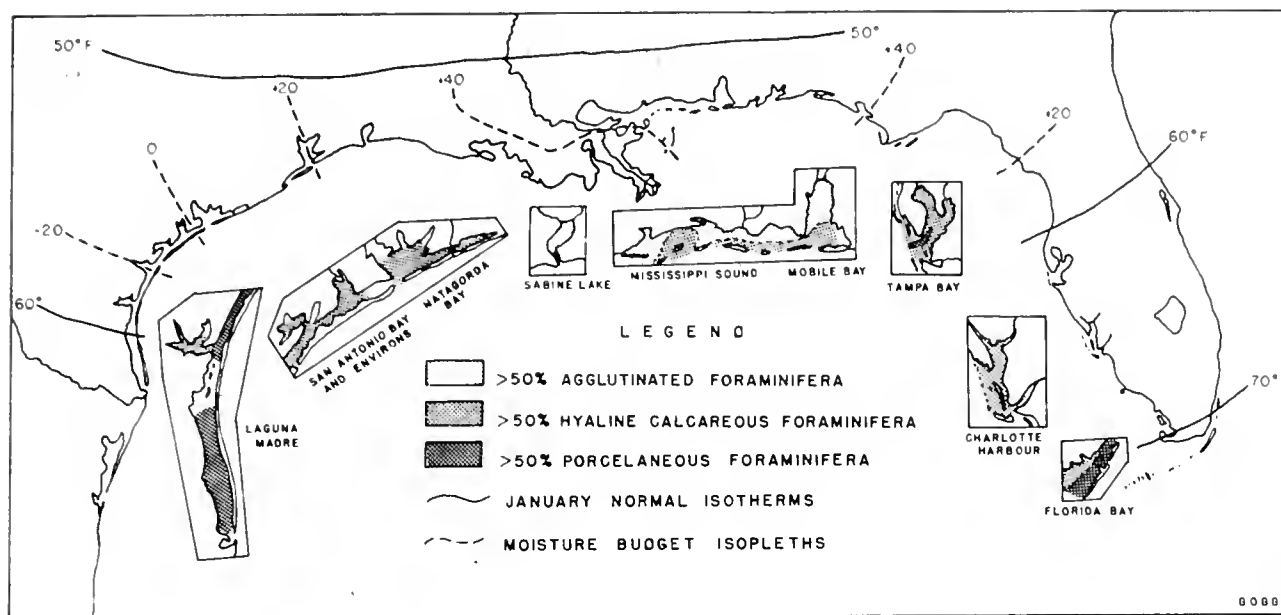 50°F
50°
+40
+20
+40
+20
0
60°F
-20
60°
SABINE LAKE
MISSISSIPPI SOUND
MOBILE BAY
TAMPA BAY
MATAGORDA
BAY
SAN ANTONIO BAY
AND ENVIRONS
LEGEND
>50% AGGLUTINATED FORAMINIFERA
70°
>50% HYALINE CALCAREOUS FORAMINIFERA
LAGUNA
MADRE
CHARLOTTE
HARBOUR
>50% PORCELANEOUS FORAMINIFERA
JANUARY NORMAL ISOTHERMS
FLORIDA BAY
MOISTURE BUDGET ISOPLETHS